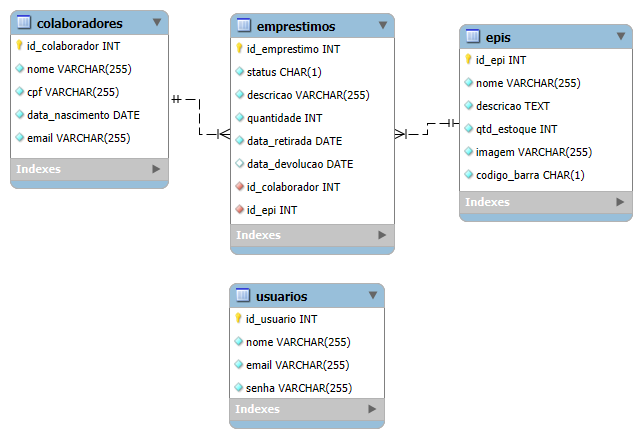 colaboradores
id_colaborador INT
nome VARCHAR(255)
cpf VARCHAR(255)
data_nascimento DATE
email VARCHAR(255)
Indexes
emprestimos
id_emprestimo INT
status CHAR(1)
descricao VARCHAR(255)
quantidade INT
data_retirada DATE
data_devolucao DATE
id_colaborador INT
id_epi INT
Indexes
epis
id_epi INT
nome VARCHAR(255)
descricao TEXT
qtd_estoque INT
imagem VARCHAR(255)
codigo_barra CHAR(1)
Indexes
usuarios
id_usuario INT
nome VARCHAR(255)
email VARCHAR(255)
senha VARCHAR(255)
Indexes